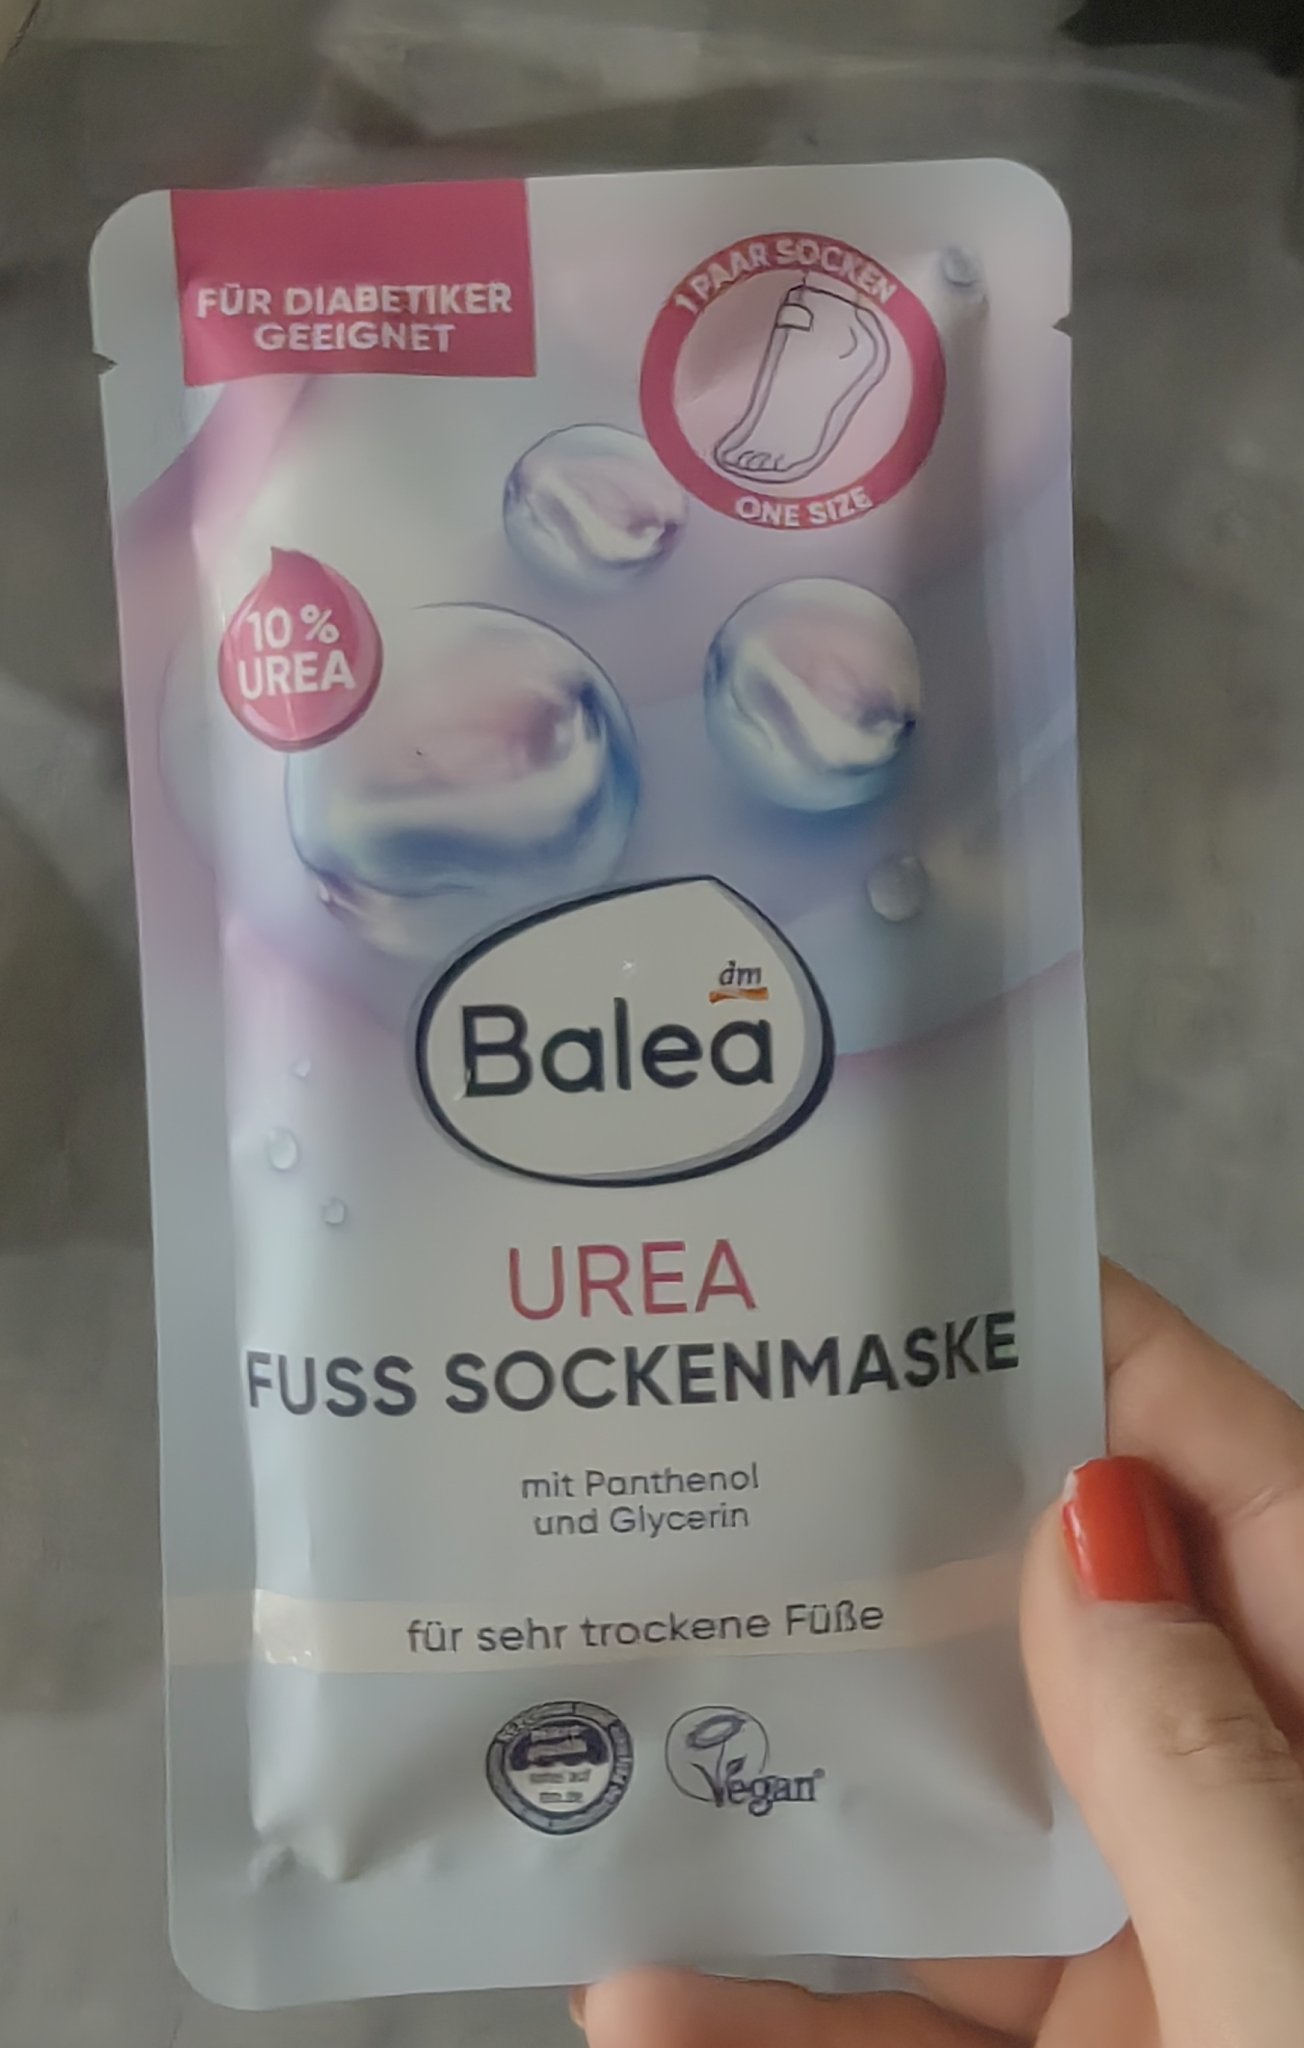 FÜR DIABETIKER
GEEIGNET
1 PAAR SOCKEN
ONE SIZE
10 %
UREA
dm
Balea
UREA
FUSS SOCKENMASKE
mit Panthenol
und Glycerin
für sehr trockene Füße
Vegan